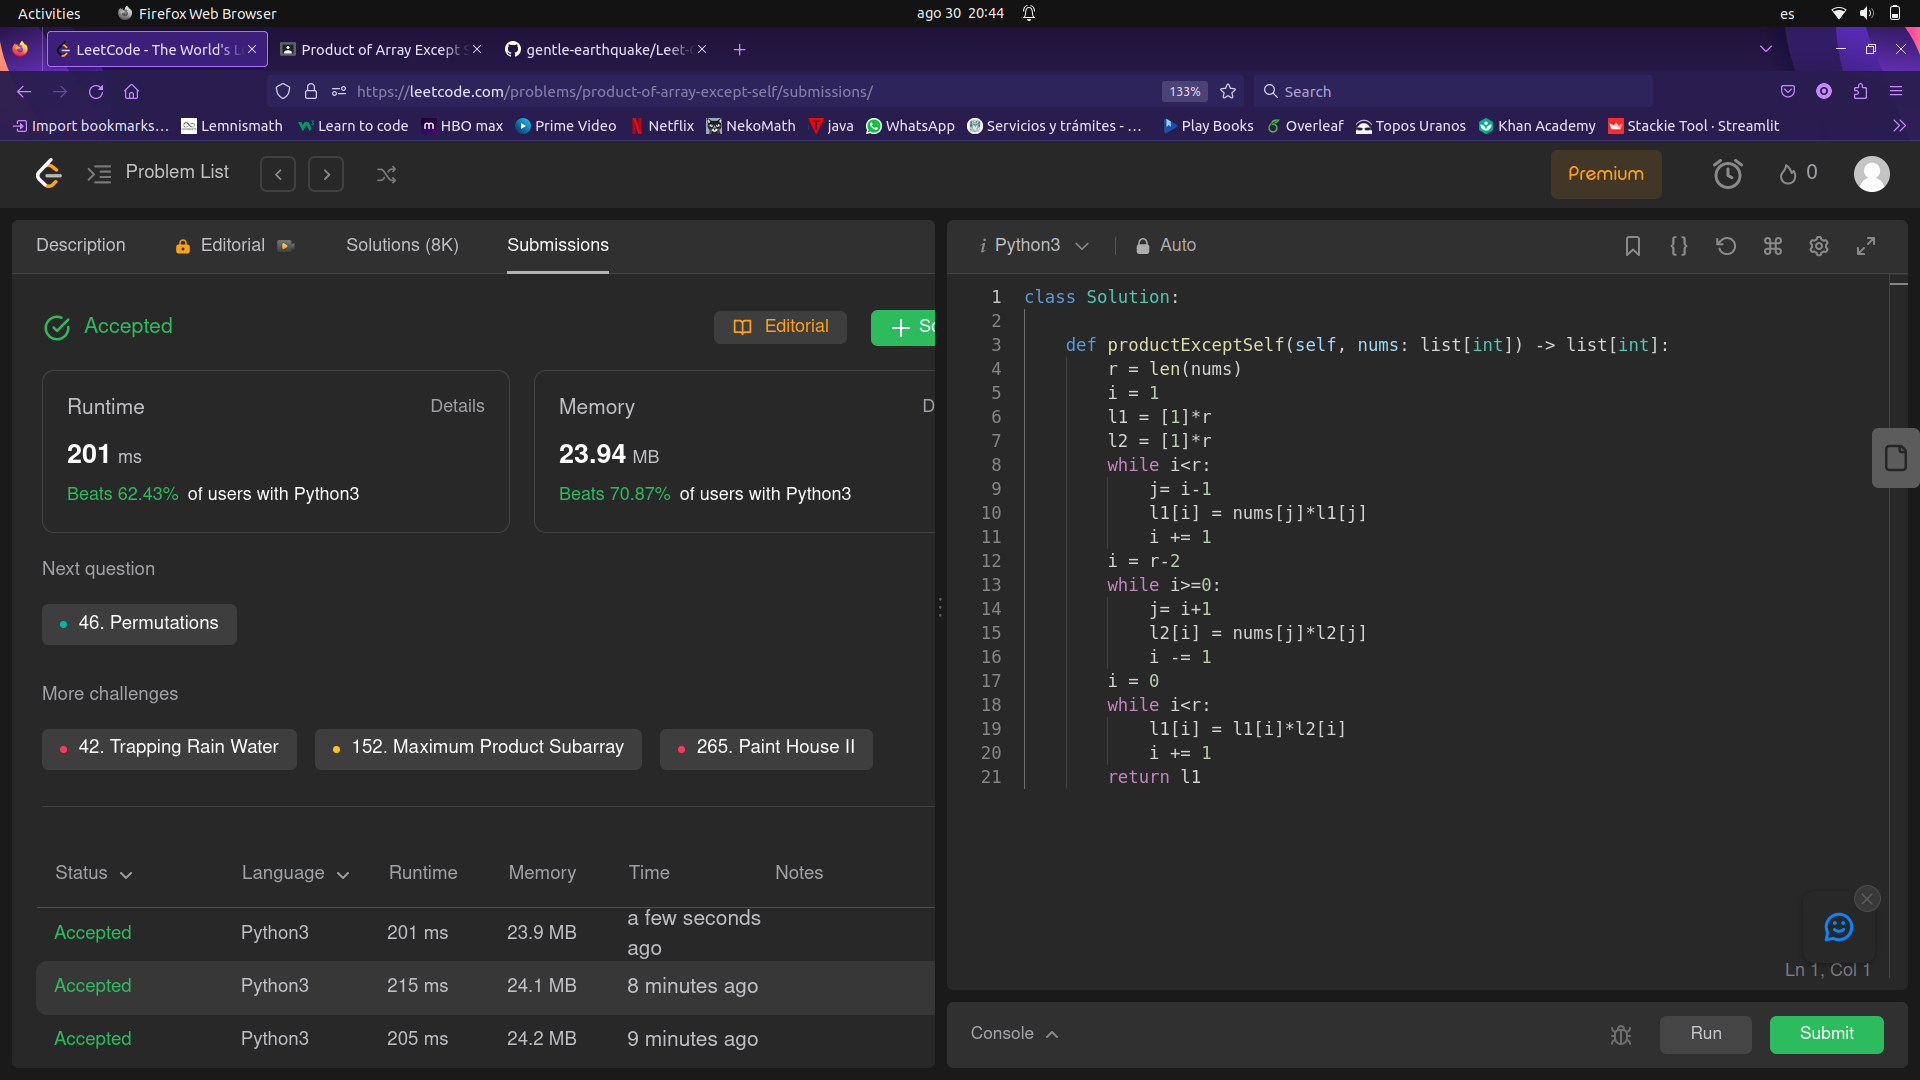 Activities
Firefox Web Browser
ago 30 20:44
es
LeetCode - The World's L
Product of Array Except S
gentle-earthquake/Leet-C
https://leetcode.com/problems/product-of-array-except-self/submissions/
133%
Search
Import bookmarks...
Lemnismath
Learn to code
HBO max
Prime Video
Netflix
NekoMath
java
WhatsApp
Servicios y trámites - ...
Play Books
Overleaf
Topos Uranos
Khan Academy
Stackie Tool · Streamlit
Problem List
Premium
0
Description
Editorial
Solutions (8K)
Submissions
Accepted
Editorial
So
Runtime
Details
201 ms
Beats 62.43% of users with Python3
Memory
D
23.94 MB
Beats 70.87% of users with Python3
Next question
46. Permutations
More challenges
42. Trapping Rain Water
152. Maximum Product Subarray
265. Paint House II
Status
Language
Runtime
Memory
Time
Notes
Accepted Python3 201 ms 23.9 MB a few seconds ago
Accepted Python3 215 ms 24.1 MB 8 minutes ago
Accepted Python3 205 ms 24.2 MB 9 minutes ago
i Python3
Auto
1 class Solution:
2
3     def productExceptSelf(self, nums: list[int]) -> list[int]:
4         r = len(nums)
5         i = 1
6         l1 = [1]*r
7         l2 = [1]*r
8         while i<r:
9             j= i-1
10             l1[i] = nums[j]*l1[j]
11             i += 1
12         i = r-2
13         while i>=0:
14             j= i+1
15             l2[i] = nums[j]*l2[j]
16             i -= 1
17         i = 0
18         while i<r:
19             l1[i] = l1[i]*l2[i]
20             i += 1
21         return l1
Ln 1, Col 1
Console
Run
Submit